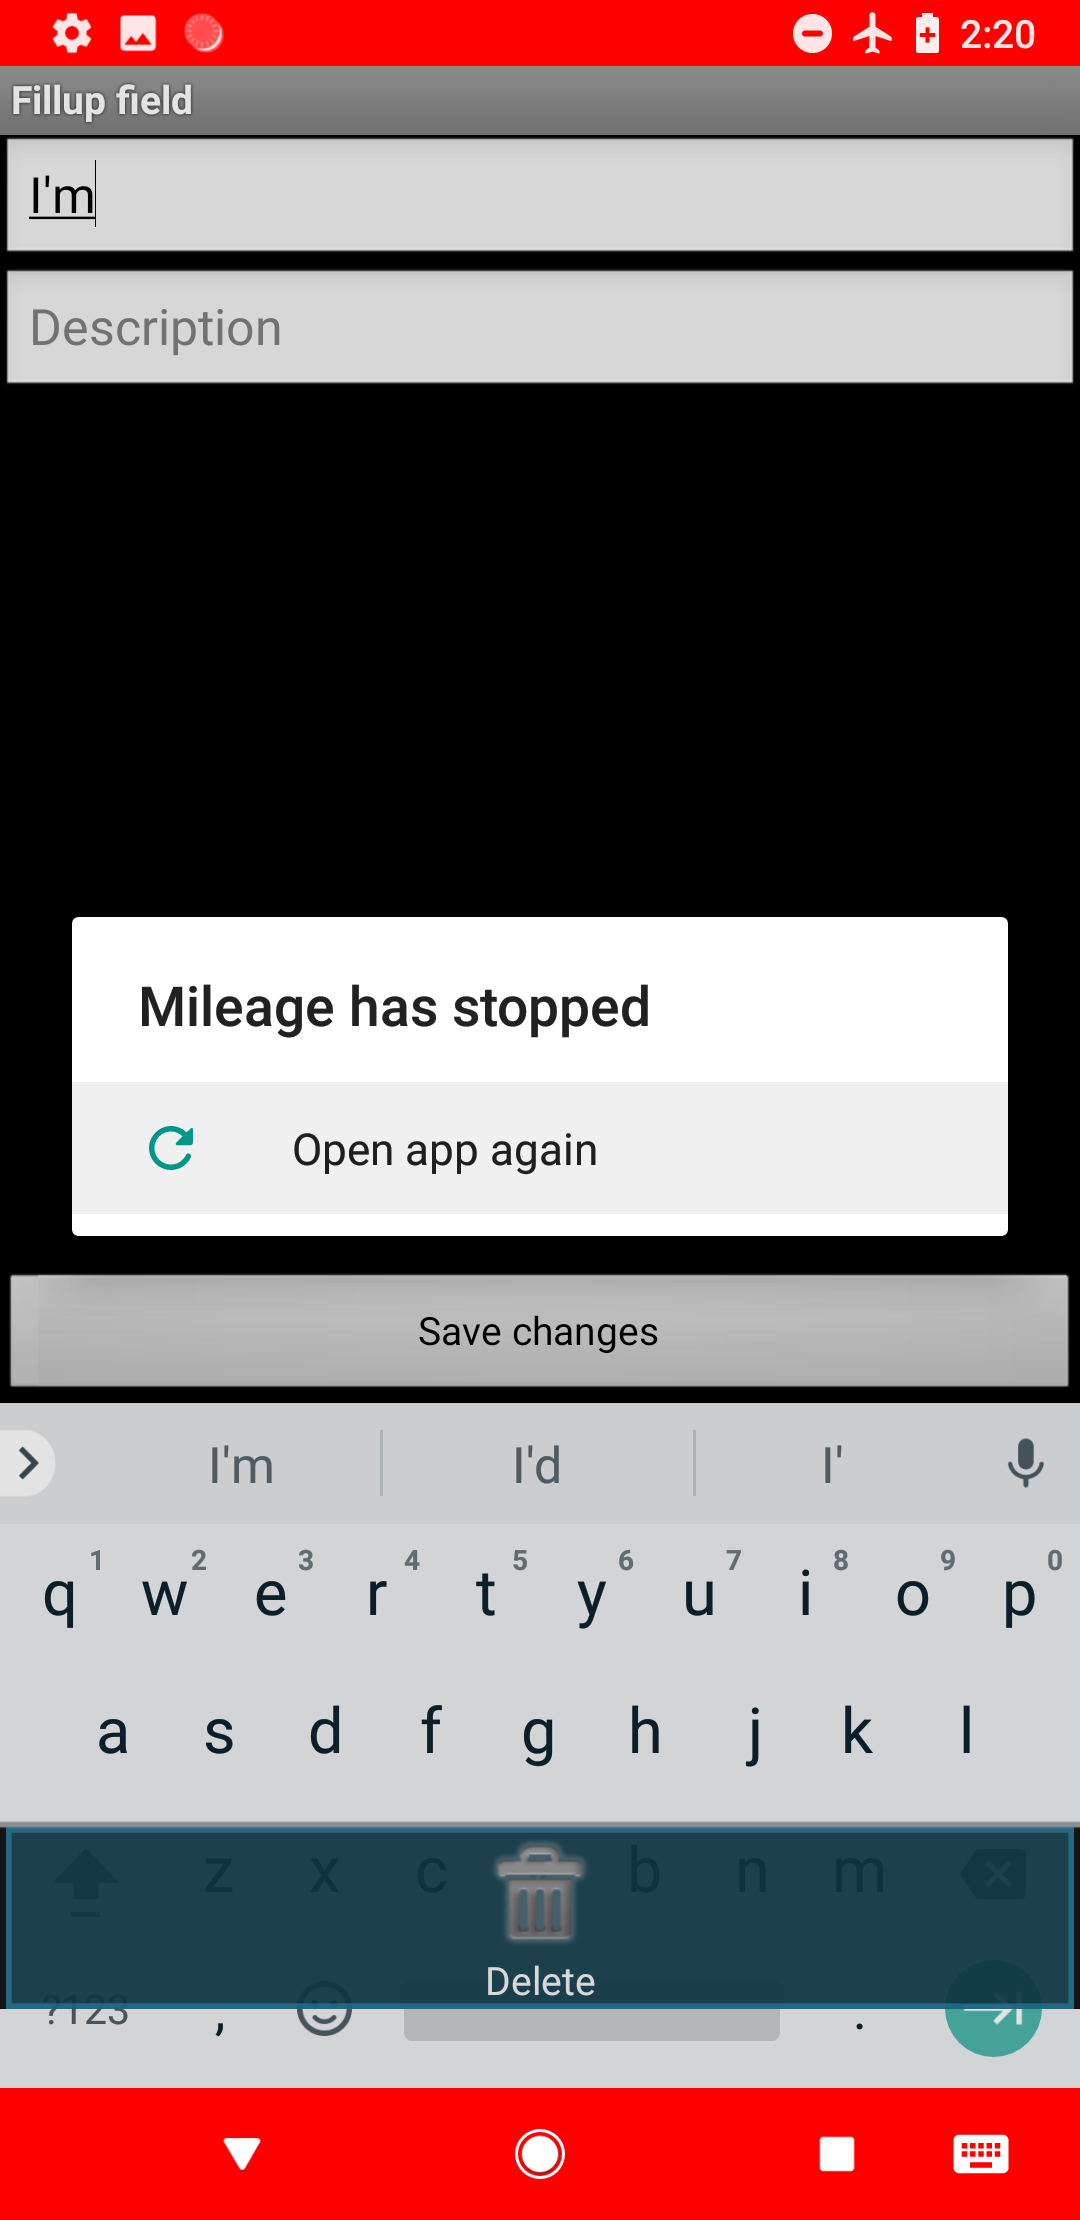 2:20
Fillup field
I'm
Description
Mileage has stopped
Open app again
Save changes
I'm I'd I'
1 2 3 4 5 6 7 8 9 0
q w e r t y u i o p
a s d f g h j k l
z x c b n m
Delete
?123 , .